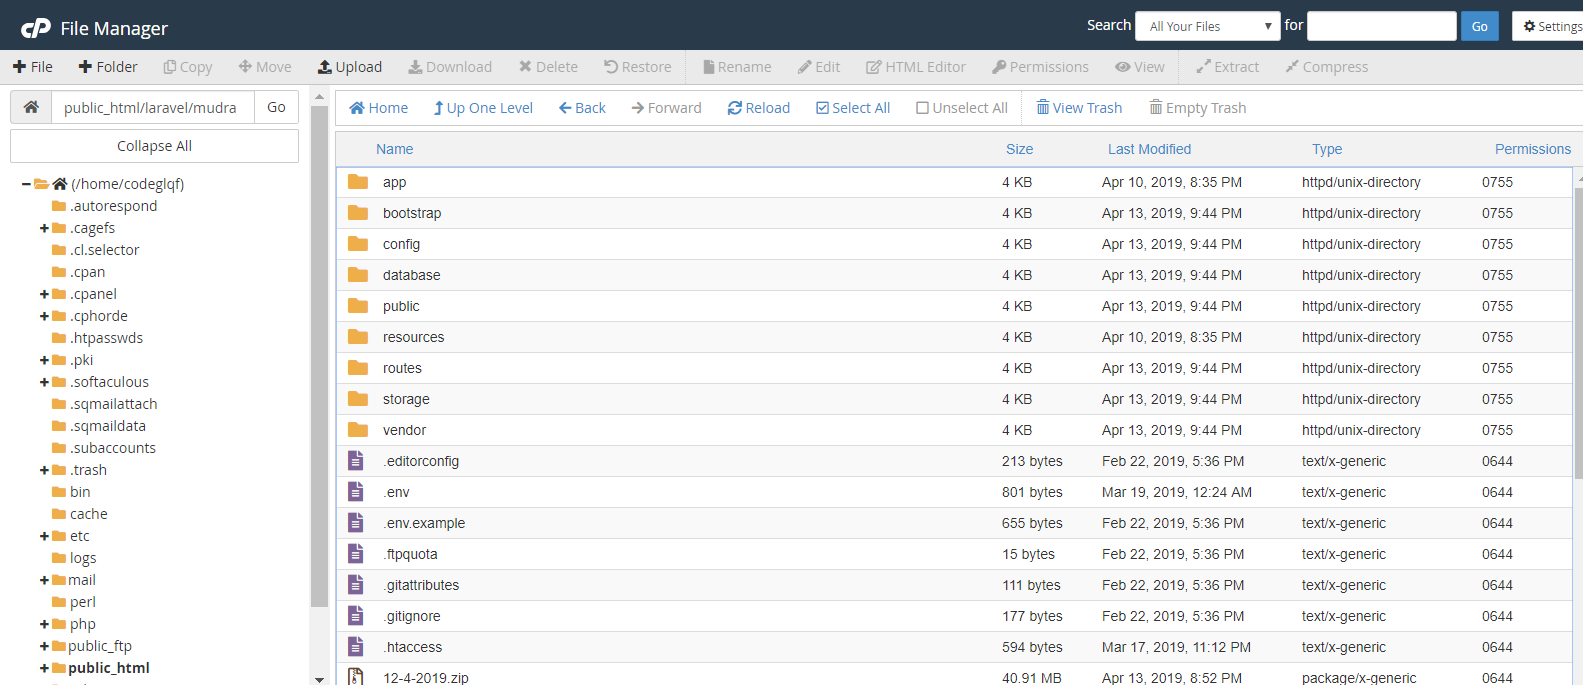 cP File Manager Search All Your Files for Go Settings
File Folder Copy Move Upload Download Delete Restore Rename Edit HTML Editor Permissions View Extract Compress
public_html/laravel/mudra Go
Collapse All
(/home/codeglqf)
.autorespond
.cagefs
.cl.selector
.cpan
.cpanel
.cphorde
.htpasswds
.pki
.softaculous
.sqmailattach
.sqmaildata
.subaccounts
.trash
bin
cache
etc
logs
mail
perl
php
public_ftp
public_html
Home Up One Level Back Forward Reload Select All Unselect All View Trash Empty Trash
Name Size Last Modified Type Permissions
app 4 KB Apr 10, 2019, 8:35 PM httpd/unix-directory 0755
bootstrap 4 KB Apr 13, 2019, 9:44 PM httpd/unix-directory 0755
config 4 KB Apr 13, 2019, 9:44 PM httpd/unix-directory 0755
database 4 KB Apr 13, 2019, 9:44 PM httpd/unix-directory 0755
public 4 KB Apr 13, 2019, 9:44 PM httpd/unix-directory 0755
resources 4 KB Apr 10, 2019, 8:35 PM httpd/unix-directory 0755
routes 4 KB Apr 13, 2019, 9:44 PM httpd/unix-directory 0755
storage 4 KB Apr 13, 2019, 9:44 PM httpd/unix-directory 0755
vendor 4 KB Apr 13, 2019, 9:44 PM httpd/unix-directory 0755
.editorconfig 213 bytes Feb 22, 2019, 5:36 PM text/x-generic 0644
.env 801 bytes Mar 19, 2019, 12:24 AM text/x-generic 0644
.env.example 655 bytes Feb 22, 2019, 5:36 PM text/x-generic 0644
.ftpquota 15 bytes Feb 22, 2019, 5:36 PM text/x-generic 0644
.gitattributes 111 bytes Feb 22, 2019, 5:36 PM text/x-generic 0644
.gitignore 177 bytes Feb 22, 2019, 5:36 PM text/x-generic 0644
.htaccess 594 bytes Mar 17, 2019, 11:12 PM text/x-generic 0644
12-4-2019.zip 40.91 MB Apr 13, 2019, 8:52 PM package/x-generic 0644